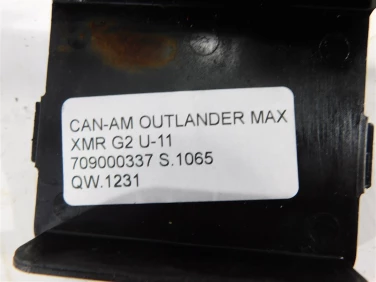 CAN-AM OUTLANDER MAX
XMR G2 U-11
709000337 S.1065
QW.1231